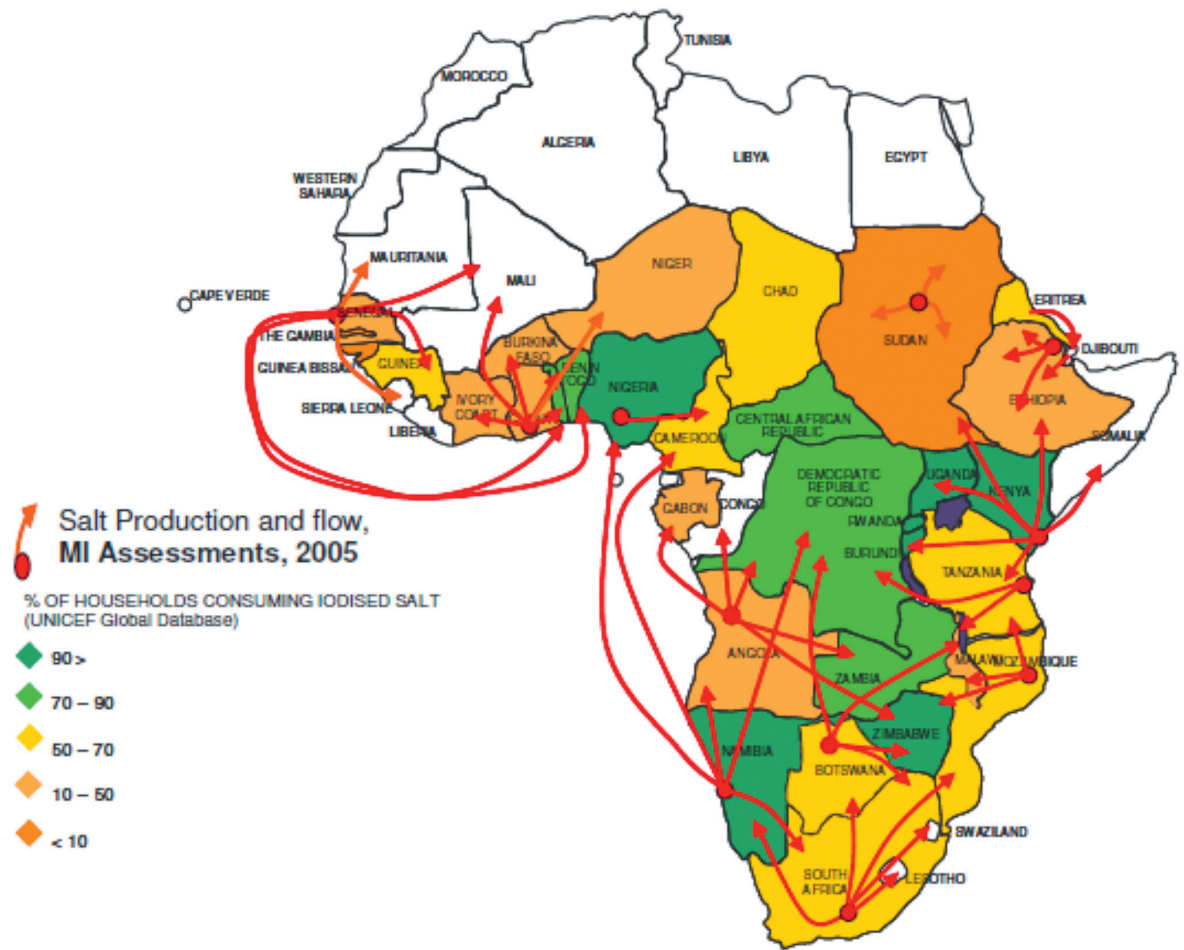 TUNISIA
MOROCCO
ALGERIA
LIBYA
EGYPT
WESTERN
SAHARA
MAURITANIA
MALI
NIGER
CHAD
CAPE VERDE
SENEGAL
ERITREA
THE GAMBIA
BURKINA
FASO
SUDAN
DJIBOUTI
GUINEA BISSAU
GUINEA
BENIN
TOGO
NIGERIA
ETHIOPIA
SIERRA LEONE
IVORY
COART
LIBERIA
CENTRAL AFRICAN
REPUBLIC
CAMEROON
SOMALIA
DEMOCRATIC
REPUBLIC
OF CONGO
UGANDA
KENYA
GABON
CONGO
RWANDA
BURUNDI
TANZANIA
Salt Production and flow,
MI Assessments, 2005
% OF HOUSEHOLDS CONSUMING IODISED SALT
(UNICEF Global Database)
90 >
70 – 90
50 – 70
10 – 50
< 10
ANGOLA
MALAWI
MOZAMBIQUE
ZAMBIA
ZIMBABWE
NAMIBIA
BOTSWANA
SWAZILAND
SOUTH
AFRICA
LESOTHO